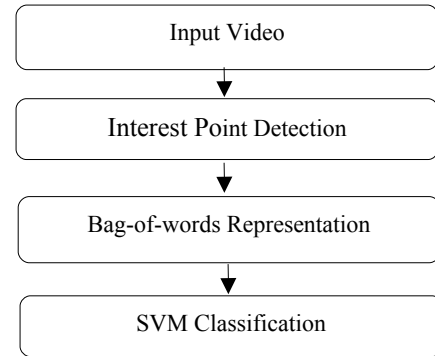 Input Video
Interest Point Detection
Bag-of-words Representation
SVM Classification